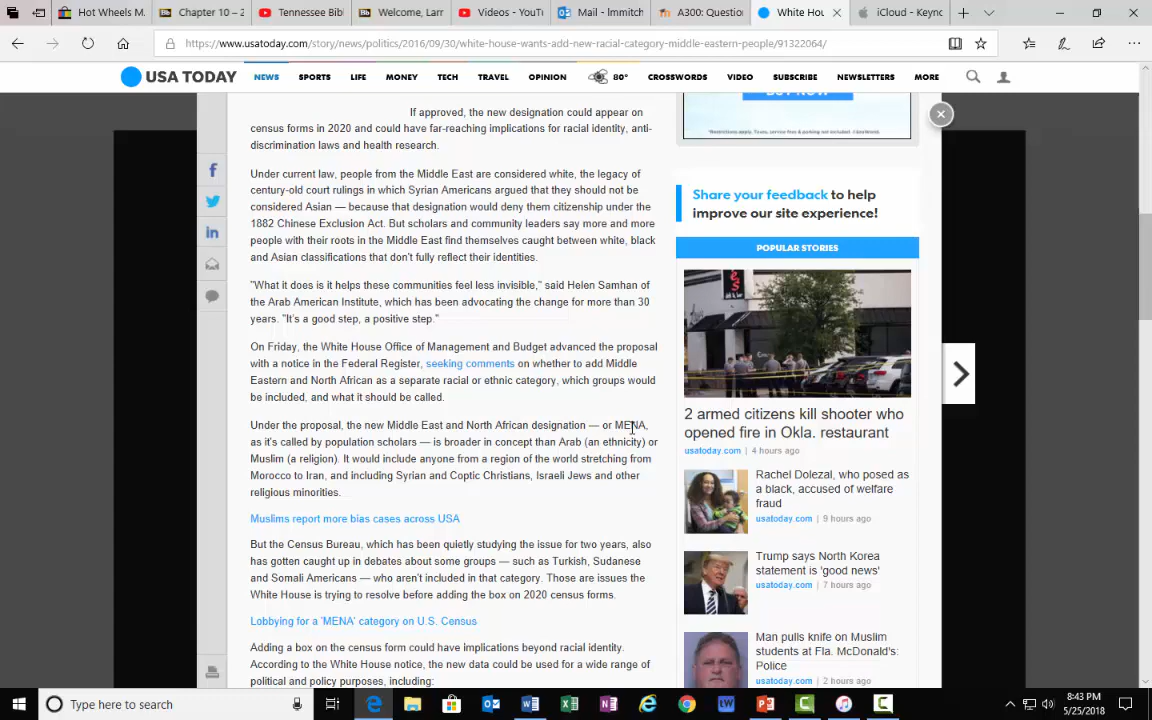 Hot Wheels M
Chapter 10 – 2
Tennessee Bib
Welcome, Larr
Videos - YouTu
Mail - lmmitch
A300: Questio
White Hou
iCloud - Keyno
https://www.usatoday.com/story/news/politics/2016/09/30/white-house-wants-add-new-racial-category-middle-eastern-people/91322064/
USA TODAY
NEWS SPORTS LIFE MONEY TECH TRAVEL OPINION 80° CROSSWORDS VIDEO SUBSCRIBE NEWSLETTERS MORE
If approved, the new designation could appear on
census forms in 2020 and could have far-reaching implications for racial identity, anti-
discrimination laws and health research.
Under current law, people from the Middle East are considered white, the legacy of
century-old court rulings in which Syrian Americans argued that they should not be
considered Asian — because that designation would deny them citizenship under the
1882 Chinese Exclusion Act. But scholars and community leaders say more and more
people with their roots in the Middle East find themselves caught between white, black
and Asian classifications that don't fully reflect their identities.
"What it does is it helps these communities feel less invisible," said Helen Samhan of
the Arab American Institute, which has been advocating the change for more than 30
years. "It's a good step, a positive step."
On Friday, the White House Office of Management and Budget advanced the proposal
with a notice in the Federal Register, seeking comments on whether to add Middle
Eastern and North African as a separate racial or ethnic category, which groups would
be included, and what it should be called.
Under the proposal, the new Middle East and North African designation — or MENA,
as it's called by population scholars — is broader in concept than Arab (an ethnicity) or
Muslim (a religion). It would include anyone from a region of the world stretching from
Morocco to Iran, and including Syrian and Coptic Christians, Israeli Jews and other
religious minorities.
Muslims report more bias cases across USA
But the Census Bureau, which has been quietly studying the issue for two years, also
has gotten caught up in debates about some groups — such as Turkish, Sudanese
and Somali Americans — who aren't included in that category. Those are issues the
White House is trying to resolve before adding the box on 2020 census forms.
Lobbying for a 'MENA' category on U.S. Census
Adding a box on the census form could have implications beyond racial identity.
According to the White House notice, the new data could be used for a wide range of
political and policy purposes, including:
BUY NOW
*Restrictions apply. Taxes, service fees & parking not included.
Share your feedback to help
improve our site experience!
POPULAR STORIES
2 armed citizens kill shooter who
opened fire in Okla. restaurant
usatoday.com | 4 hours ago
Rachel Dolezal, who posed as
a black, accused of welfare
fraud
usatoday.com | 9 hours ago
Trump says North Korea
statement is 'good news'
usatoday.com | 7 hours ago
Man pulls knife on Muslim
students at Fla. McDonald's:
Police
usatoday.com | 2 hours ago
Type here to search
8:43 PM
5/25/2018